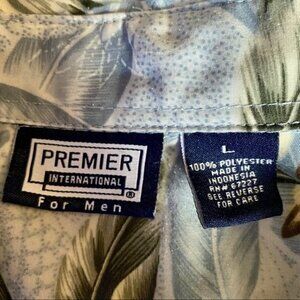 PREMIER
INTERNATIONAL
®
For Men
L
100% POLYESTER
MADE IN
INDONESIA
RN# 67227
SEE REVERSE
FOR CARE